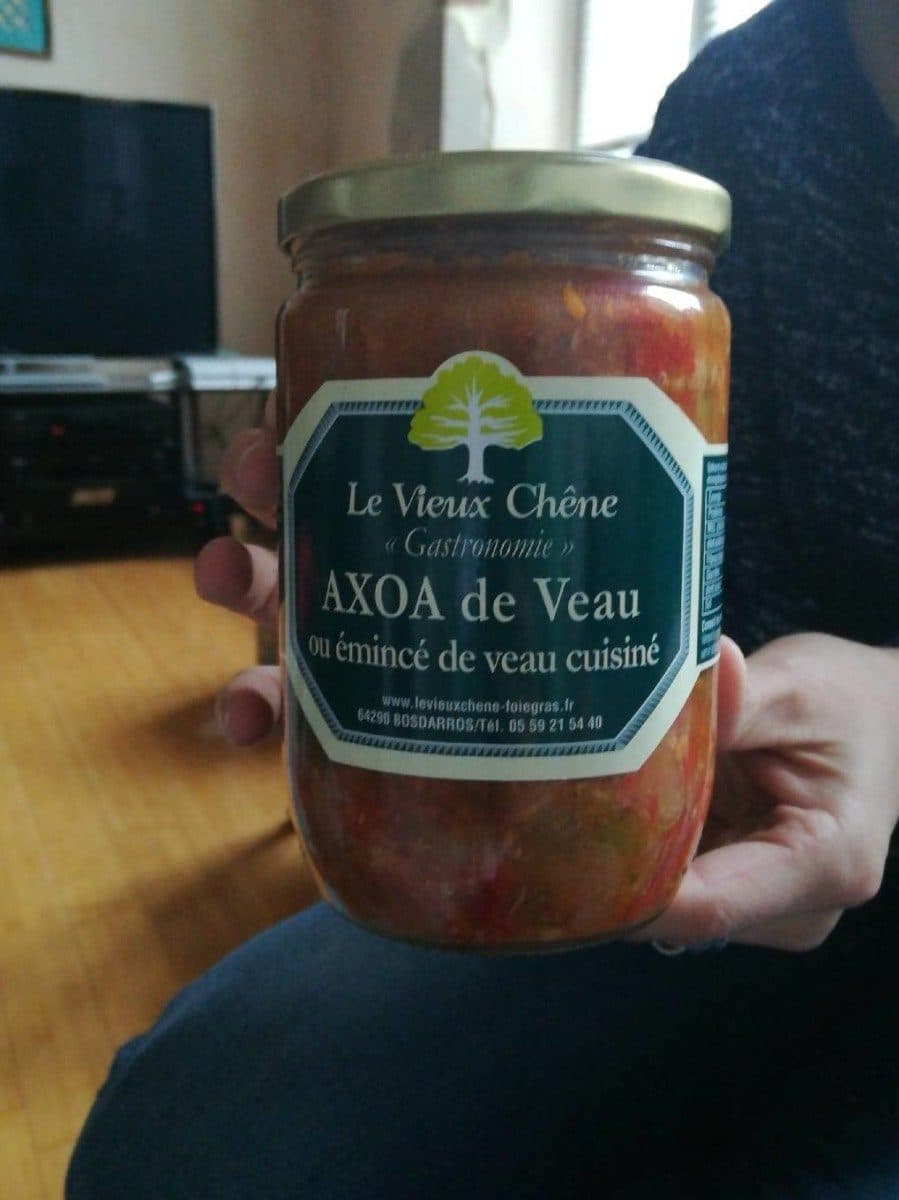 Le Vieux Chêne
« Gastronomie »
AXOA de Veau
ou émincé de veau cuisiné
www.levieuxchene-foiegras.fr
64290 BOSDARROS/Tél. 05 59 21 54 40